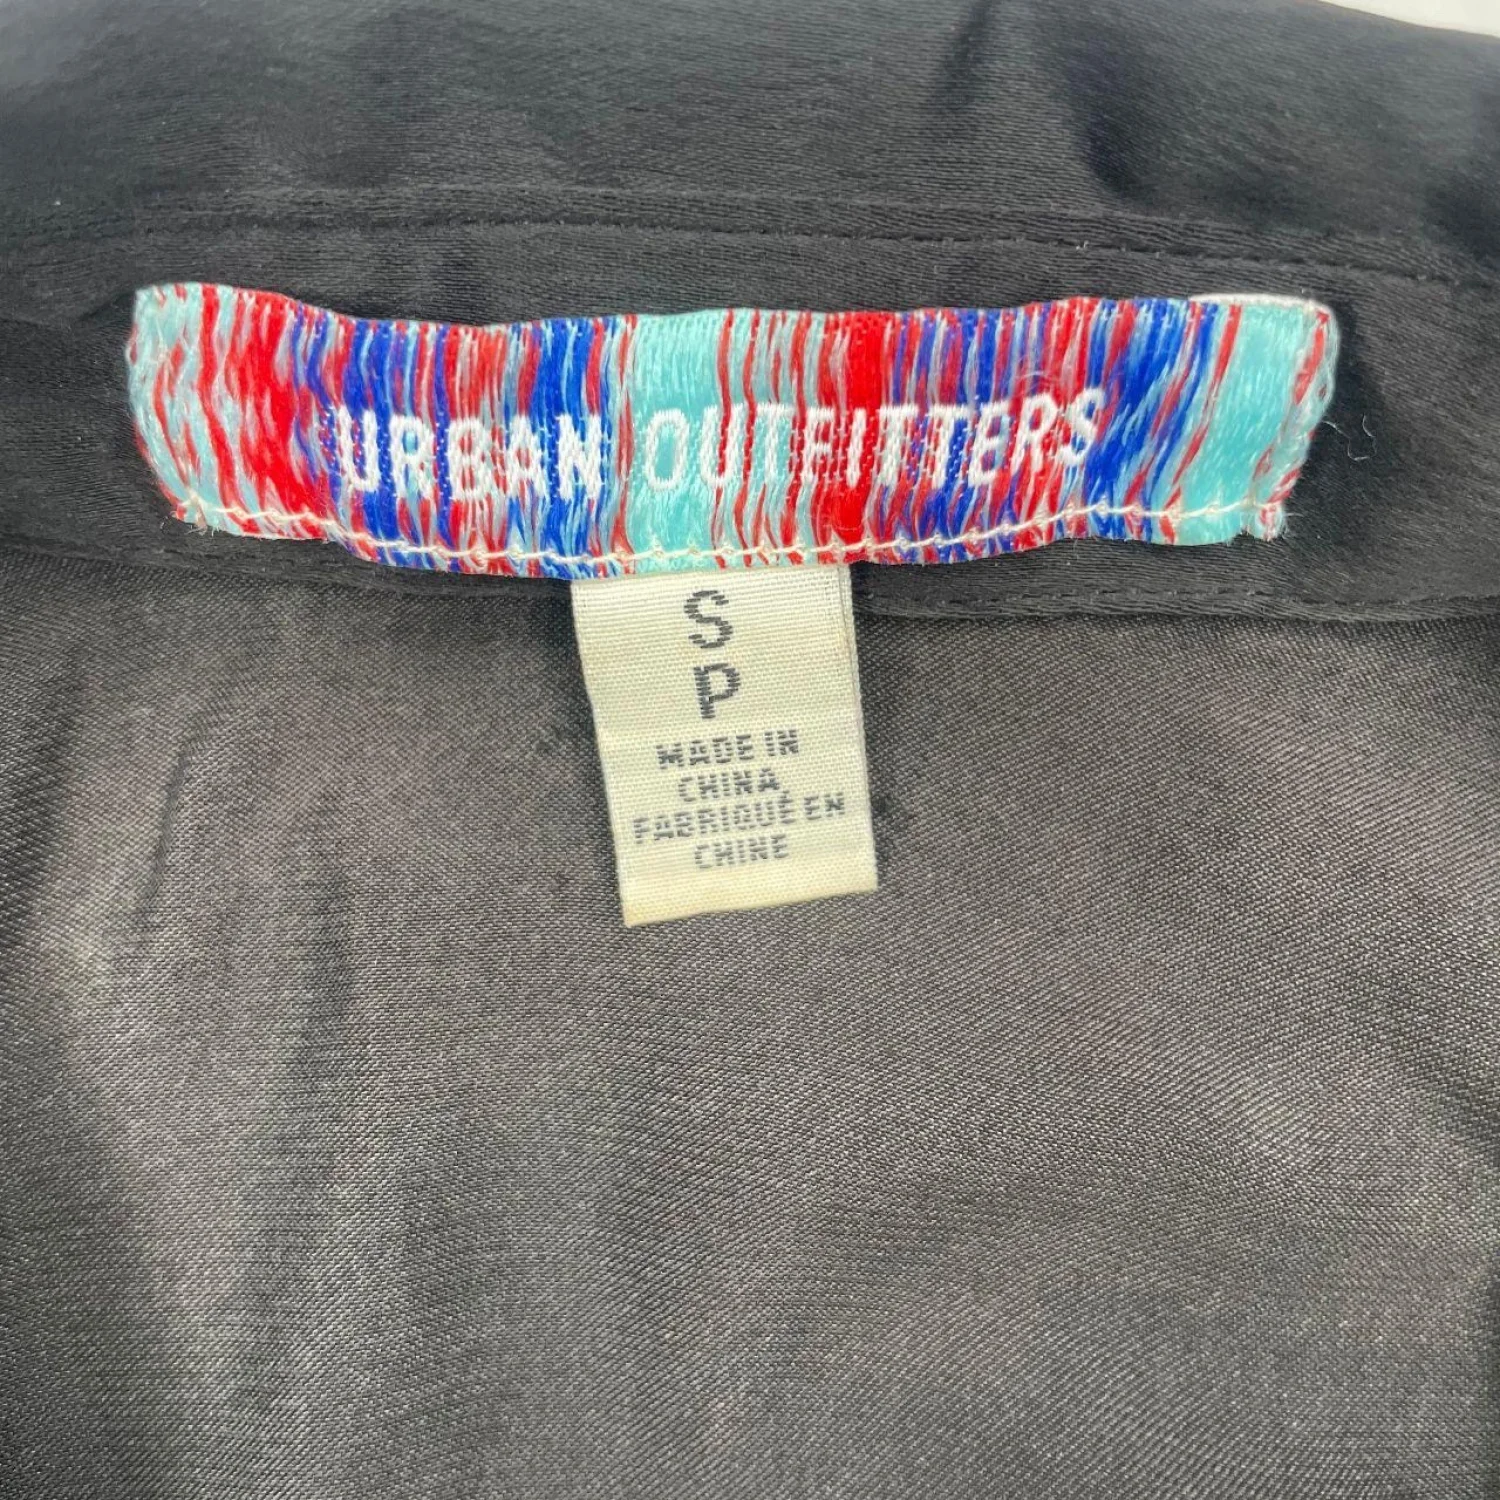 URBAN OUTFITTERS
S
P
MADE IN
CHINA,
FABRIQUÉ EN
CHINE